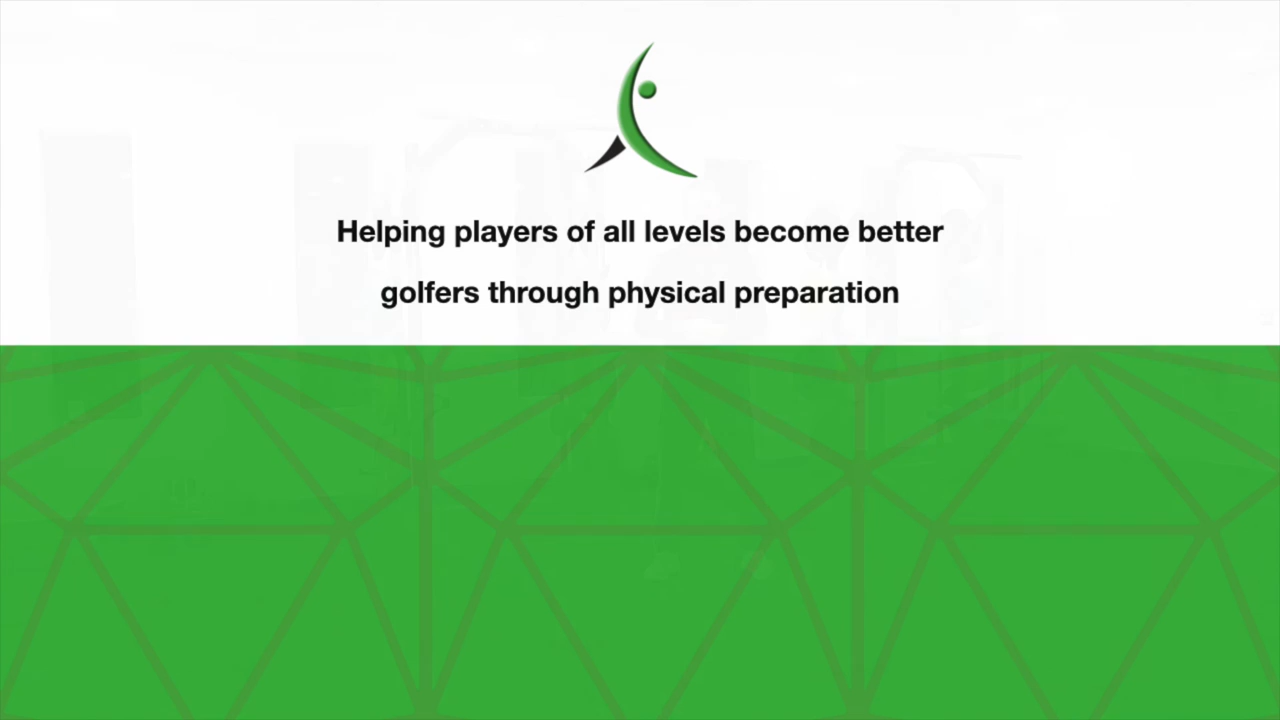 Helping players of all levels become better
golfers through physical preparation